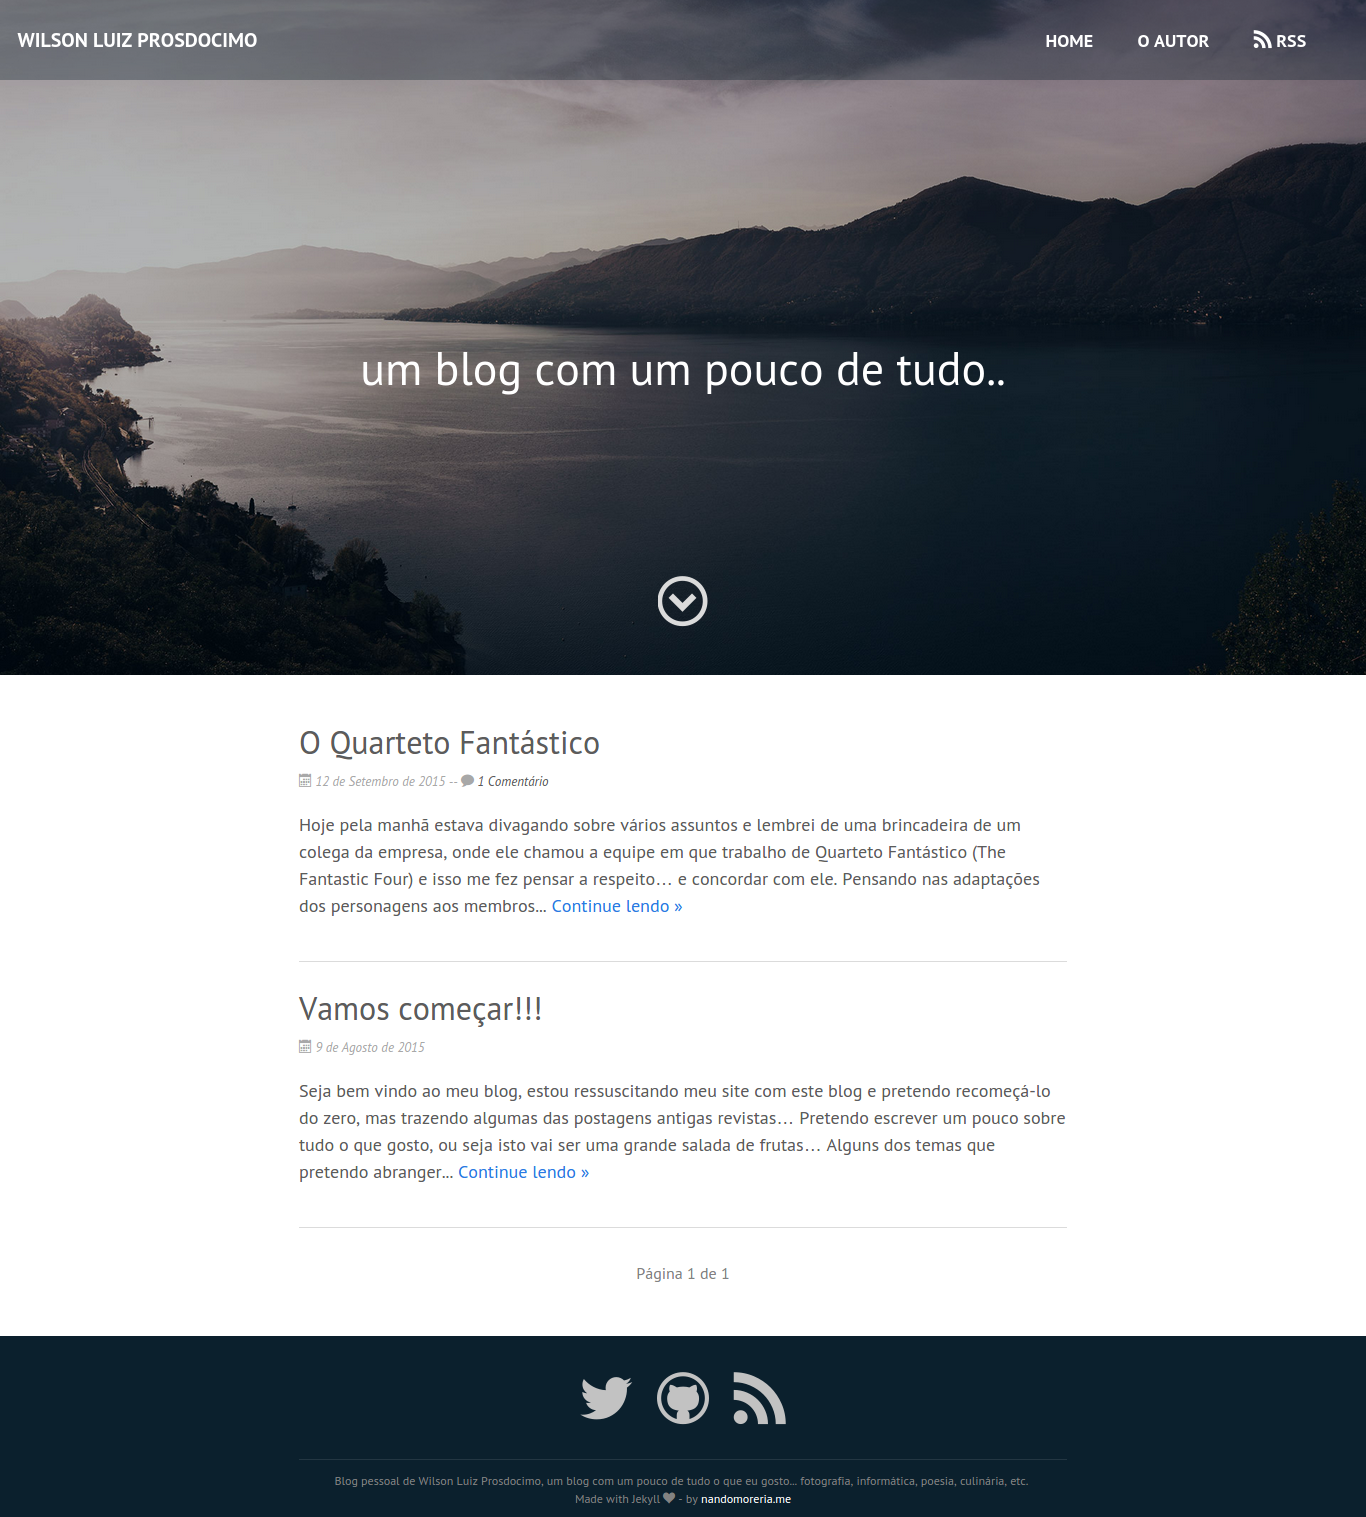 WILSON LUIZ PROSDOCIMO
HOME
O AUTOR
RSS
um blog com um pouco de tudo..
O Quarteto Fantástico
12 de Setembro de 2015 -- 1 Comentário
Hoje pela manhã estava divagando sobre vários assuntos e lembrei de uma brincadeira de um
colega da empresa, onde ele chamou a equipe em que trabalho de Quarteto Fantástico (The
Fantastic Four) e isso me fez pensar a respeito… e concordar com ele. Pensando nas adaptações
dos personagens aos membros... Continue lendo »
Vamos começar!!!
9 de Agosto de 2015
Seja bem vindo ao meu blog, estou ressuscitando meu site com este blog e pretendo recomeçá-lo
do zero, mas trazendo algumas das postagens antigas revistas… Pretendo escrever um pouco sobre
tudo o que gosto, ou seja isto vai ser uma grande salada de frutas… Alguns dos temas que
pretendo abranger... Continue lendo »
Página 1 de 1
Blog pessoal de Wilson Luiz Prosdocimo, um blog com um pouco de tudo o que eu gosto... fotografia, informática, poesia, culinária, etc.
Made with Jekyll - by nandomoreria.me